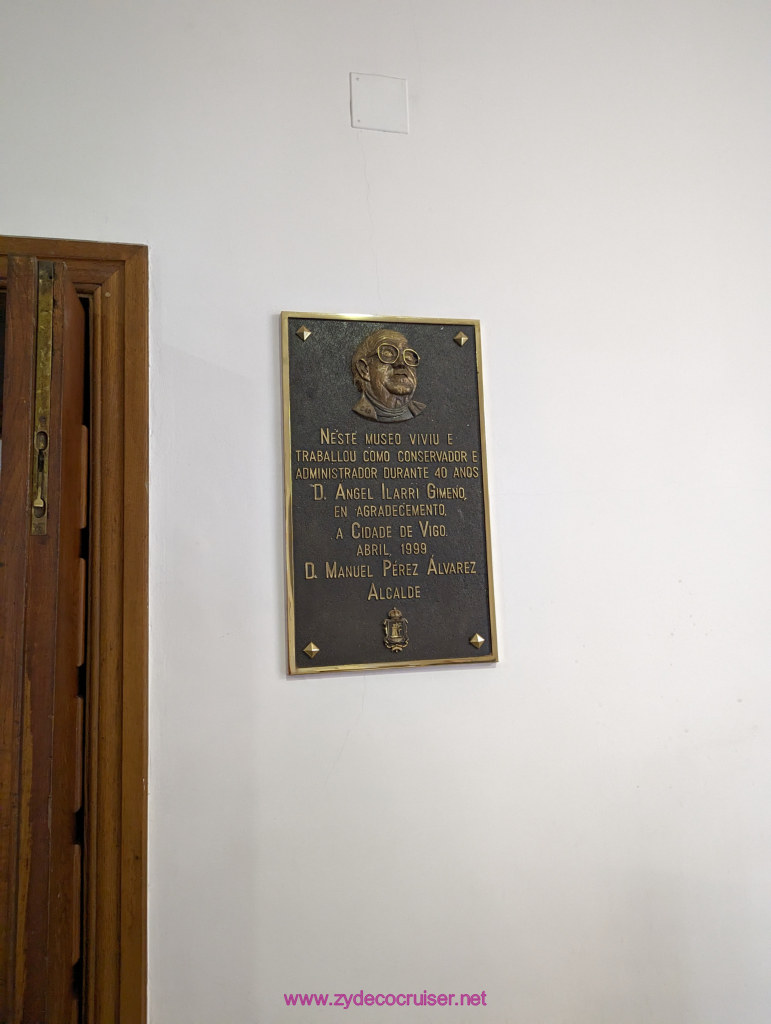 NESTE MUSEO VIVIU E
TRABALLOU COMO CONSERVADOR E
ADMINISTRADOR DURANTE 40 ANOS
D. ANGEL ILARRI GIMENO,
EN AGRADECEMENTO,
A CIDADE DE VIGO.
ABRIL, 1999
D. MANUEL PÉREZ ÁLVAREZ
ALCALDE
www.zydecocruiser.net